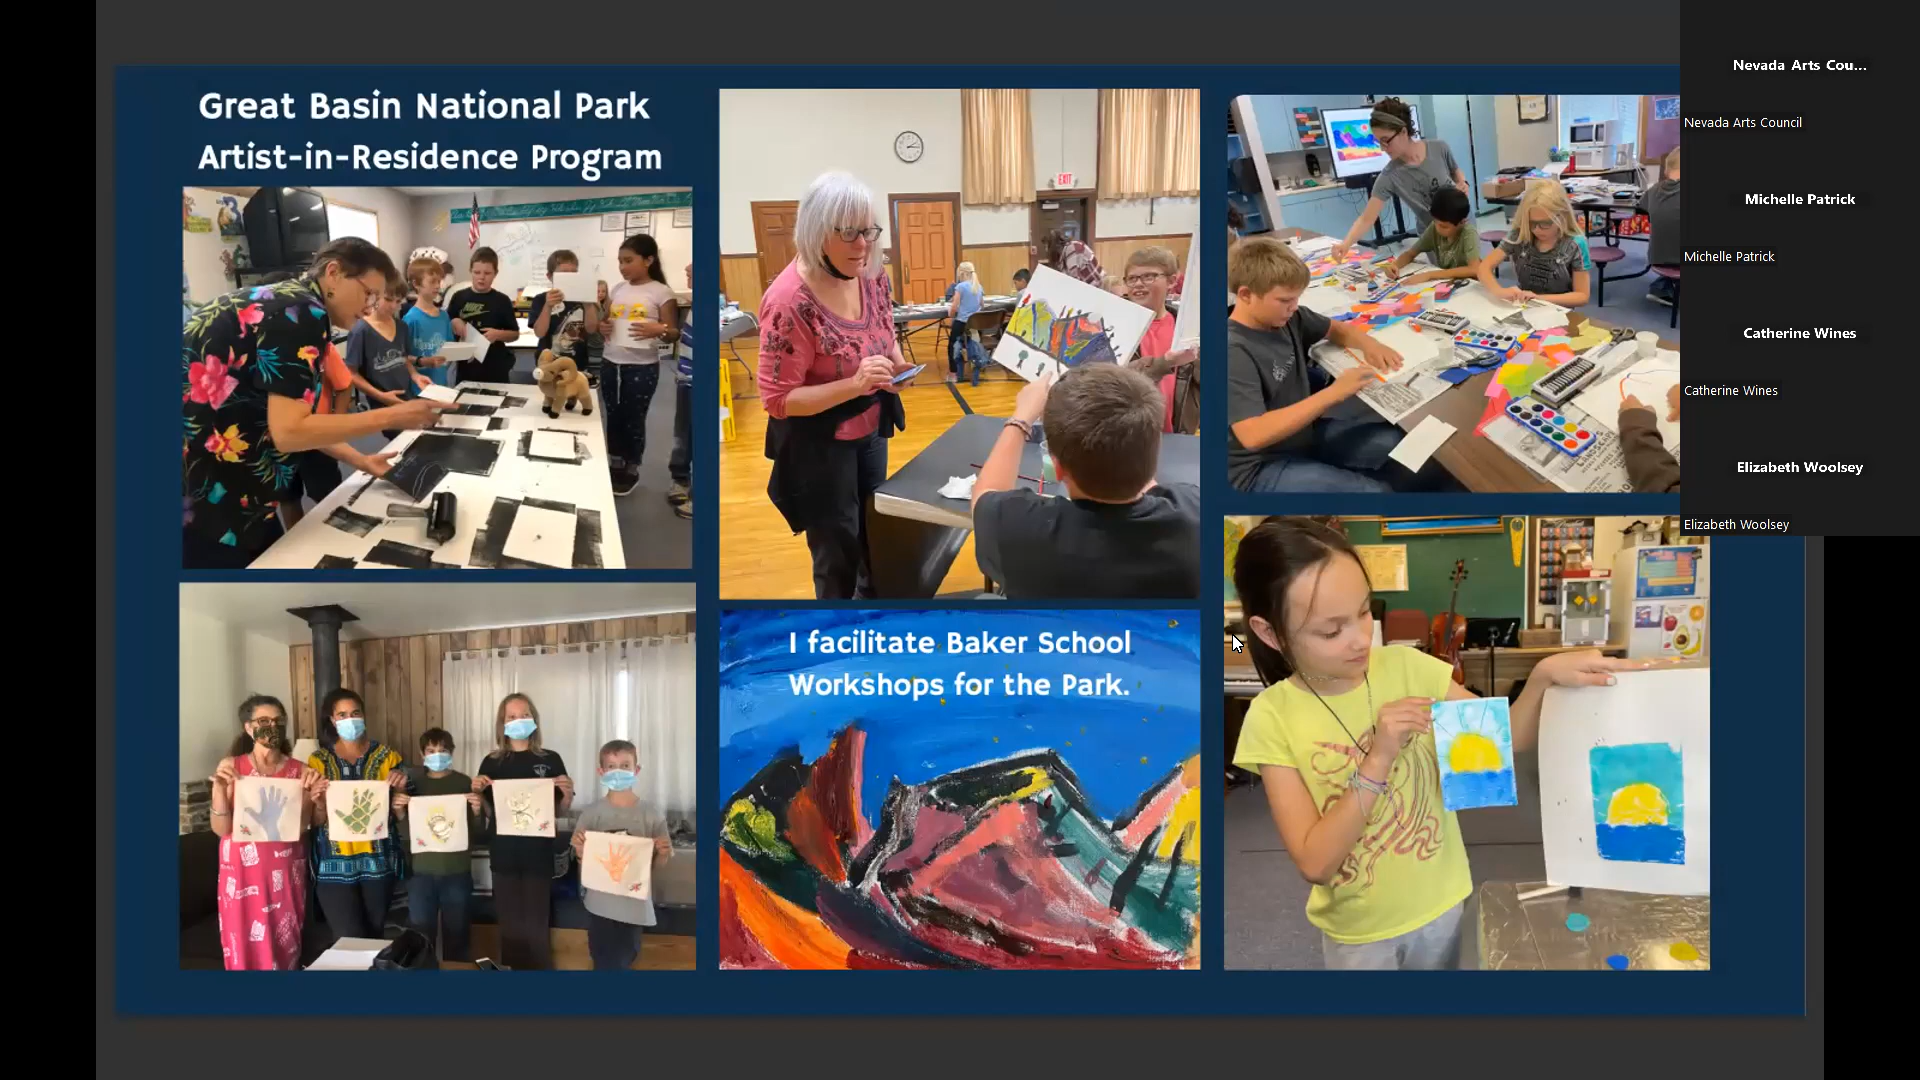 Great Basin National Park
Artist-in-Residence Program
EXIT
I facilitate Baker School
Workshops for the Park.
Nevada Arts Cou...
Nevada Arts Council
Michelle Patrick
Michelle Patrick
Catherine Wines
Catherine Wines
Elizabeth Woolsey
Elizabeth Woolsey